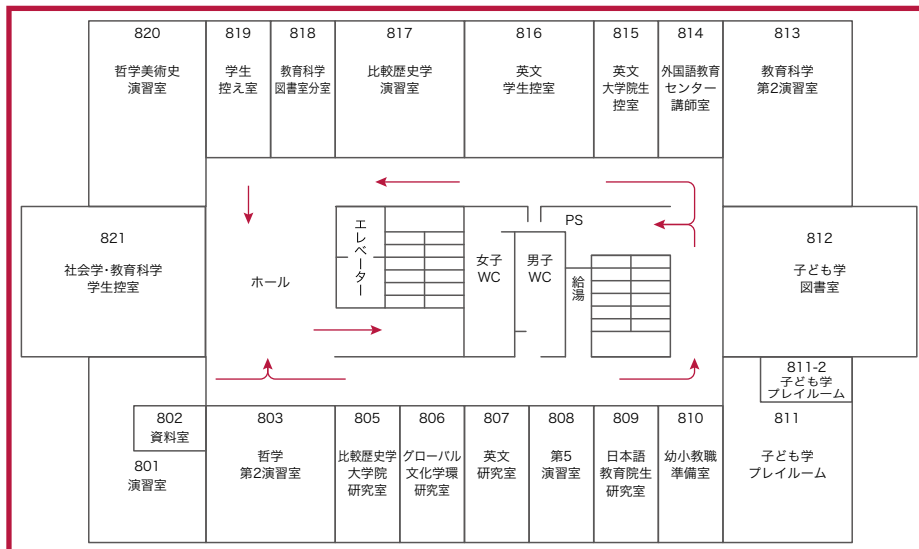 820
哲学美術史
演習室
819
学生
控え室
818
教育科学
図書室分室
817
比較歴史学
演習室
816
英文
学生控室
815
英文
大学院生
控室
814
外国語教育
センター
講師室
813
教育科学
第2演習室
821
社会学・教育科学
学生控室
ホール
エレベーター
女子
WC
男子
WC
PS
給湯
812
子ども学
図書室
811-2
子ども学
プレイルーム
802
資料室
801
演習室
803
哲学
第2演習室
805
比較歴史学
大学院
研究室
806
グローバル
文化学環
研究室
807
英文
研究室
808
第5
演習室
809
日本語
教育院生
研究室
810
幼小教職
準備室
811
子ども学
プレイルーム